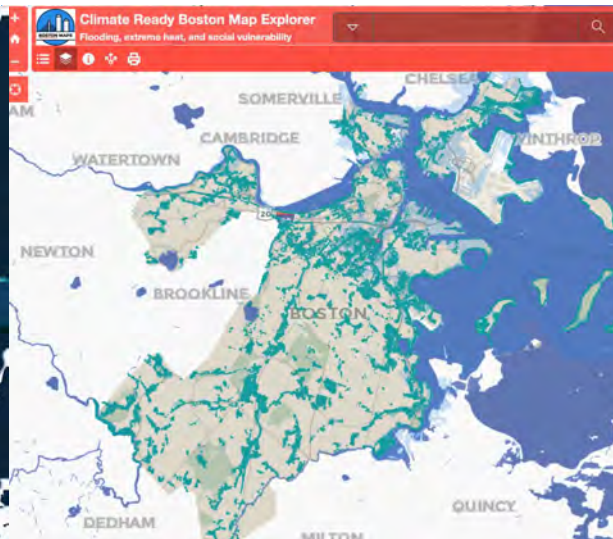 Climate Ready Boston Map Explorer
Flooding, extreme heat, and social vulnerability
BOSTON MAPS
CHELSEA
SOMERVILLE
AM
CAMBRIDGE
WINTHROP
WATERTOWN
20
NEWTON
BROOKLINE
BOSTON
QUINCY
DEDHAM
MILTON